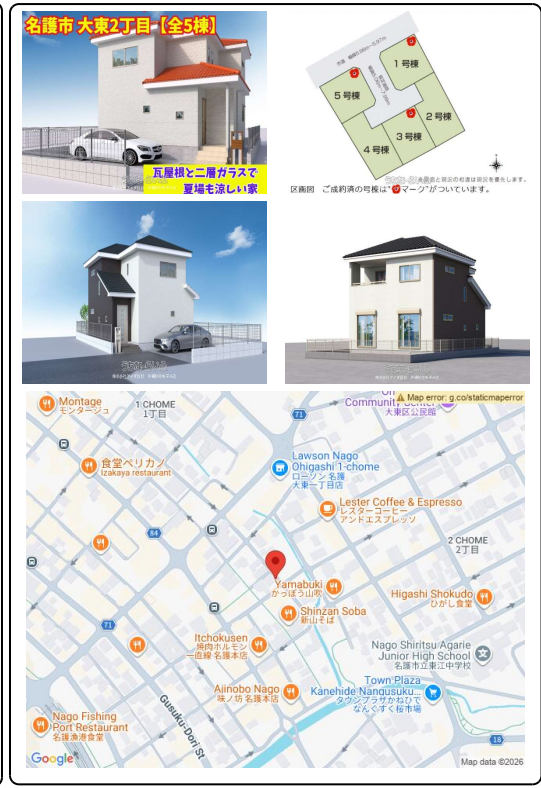 名護市 大東2丁目【全5棟】
瓦屋根と二層ガラスで
夏場も涼しい家
1号棟
5号棟
2号棟
3号棟
4号棟
区画図 ご成約済の号棟は"マーク"がついています。
Montage
モンタージュ
1 CHOME
1丁目
Community Center
大東区公民館
Map error: g.co/staticmaperror
71
食堂ペリカン
Izakaya restaurant
Lawson Nago
Ohigashi 1-chome
ローソン 名護
大東一丁目店
Lester Coffee & Espresso
レスターコーヒー
アンドエスプレッソ
84
2 CHOME
2丁目
Yamabuki
かっぽう山吹
Higashi Shokudo
ひがし食堂
Shinzan Soba
新山そば
71
Itchokusen
焼肉ホルモン
一直線 名護本店
Nago Shiritsu Agarie
Junior High School
名護市立東江中学校
Ajinobo Nago
味ノ坊 名護本店
Town Plaza
Kanehide Nangusuku...
タウンプラザかねひで
なんぐすく桜市場
Gusuku-Dori St
Nago Fishing
Port Restaurant
名護漁港食堂
18
Google
Map data ©2026